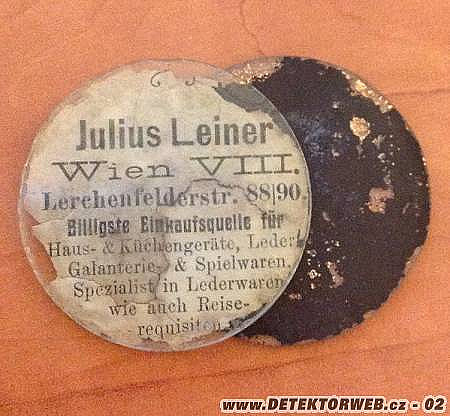 Julius Leiner
Wien VIII.
Lerchenfelderstr. 88|90.
Billigste Einkaufsquelle für
Haus- & Küchengeräte, Leder-
Galanterie- & Spielwaren,
Spezialist in Lederwaren
wie auch Reise-
requisiten
www.DETEKTORWEB.cz - 02